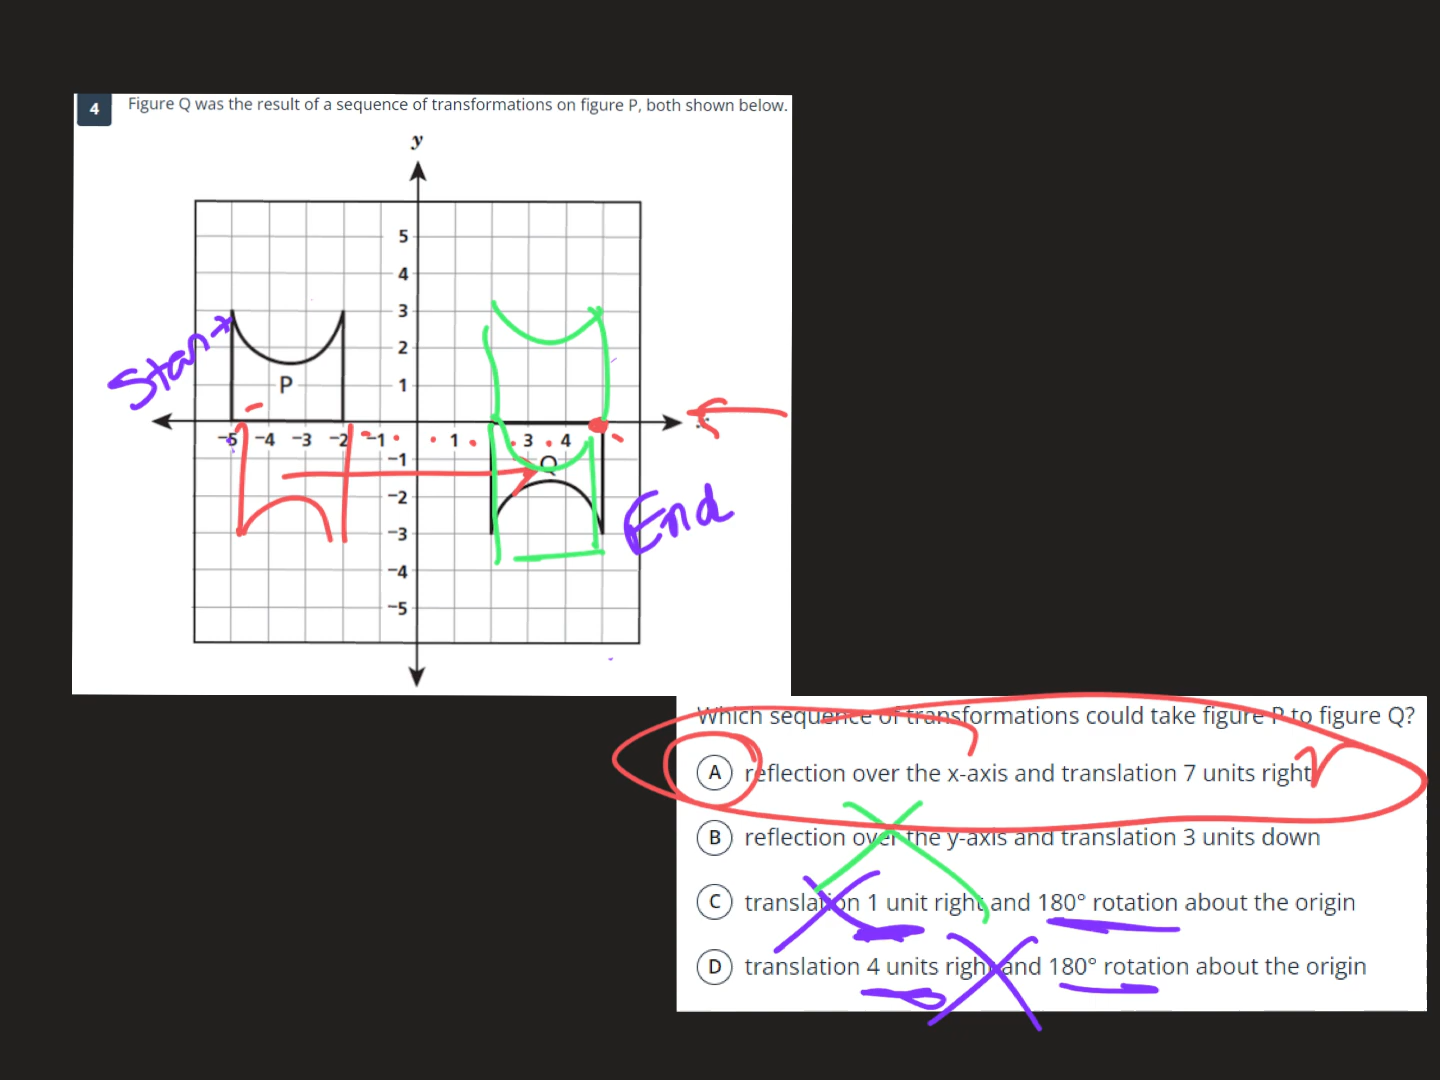 4 Figure Q was the result of a sequence of transformations on figure P, both shown below.
y
5
4
3
Start
2
P
1
−5 −4 −3 −2 −1 1 3 4 x
−1
Q
−2
End
−3
−4
−5
Which sequence of transformations could take figure P to figure Q?
A reflection over the x-axis and translation 7 units right
B reflection over the y-axis and translation 3 units down
C translation 1 unit right and 180° rotation about the origin
D translation 4 units right and 180° rotation about the origin